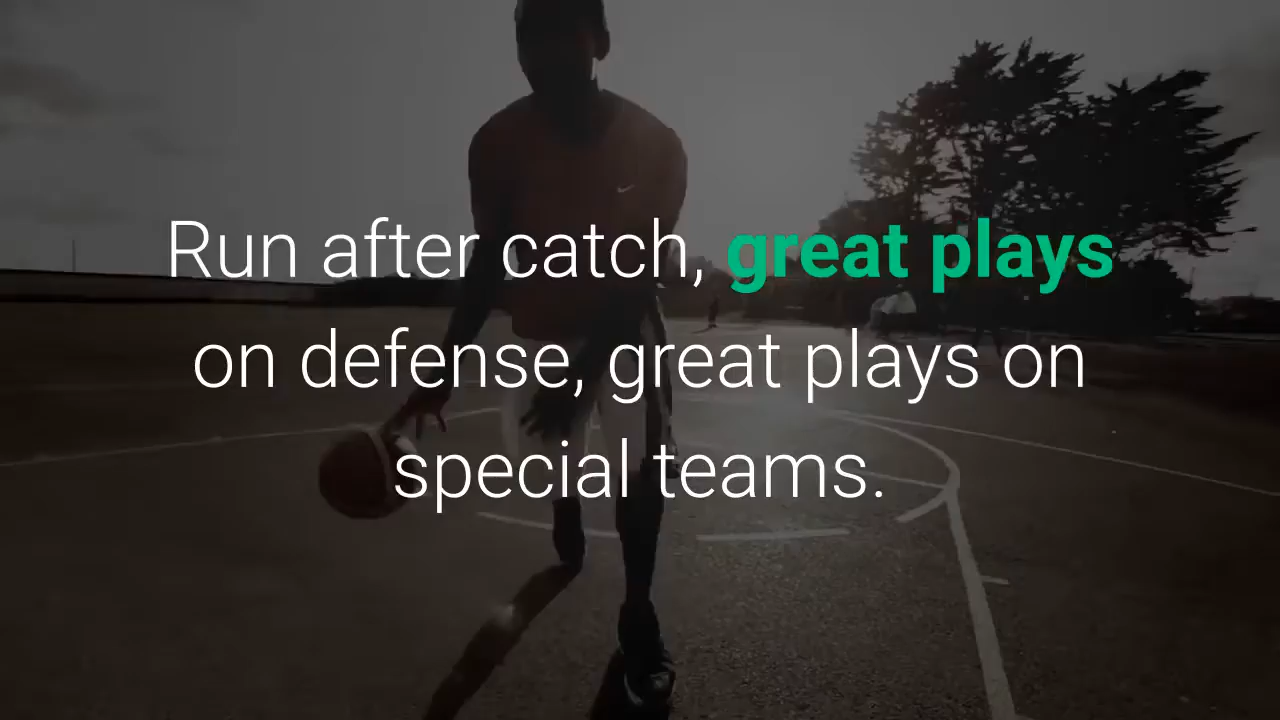 Run after catch, great plays
on defense, great plays on
special teams.